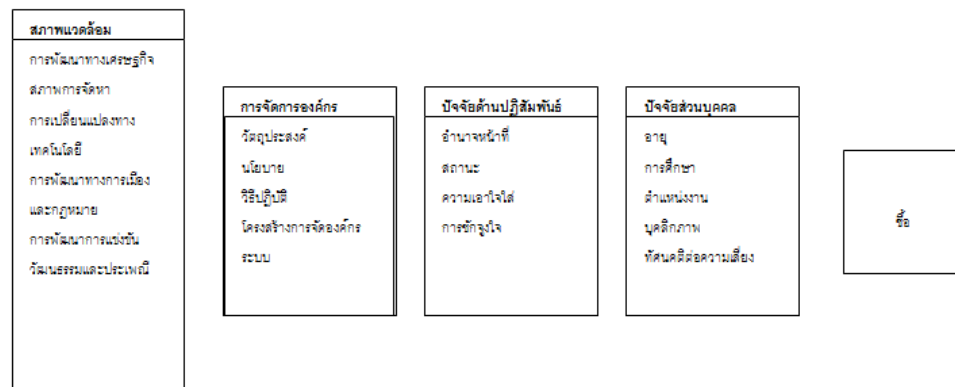 สภาพแวดล้อม
การพัฒนาทางเศรษฐกิจ
สภาพการจัดหา
การเปลี่ยนแปลงทาง
เทคโนโลยี
การพัฒนาทางการเมือง
และกฎหมาย
การพัฒนาการแข่งขัน
วัฒนธรรมและประเพณี
การจัดการองค์กร
วัตถุประสงค์
นโยบาย
วิธีปฏิบัติ
โครงสร้างการจัดองค์กร
ระบบ
ปัจจัยด้านปฏิสัมพันธ์
อำนาจหน้าที่
สถานะ
ความเอาใจใส่
การชักจูงใจ
ปัจจัยส่วนบุคคล
อายุ
การศึกษา
ตำแหน่งงาน
บุคลิกภาพ
ทัศนคติต่อความเสี่ยง
ซื้อ